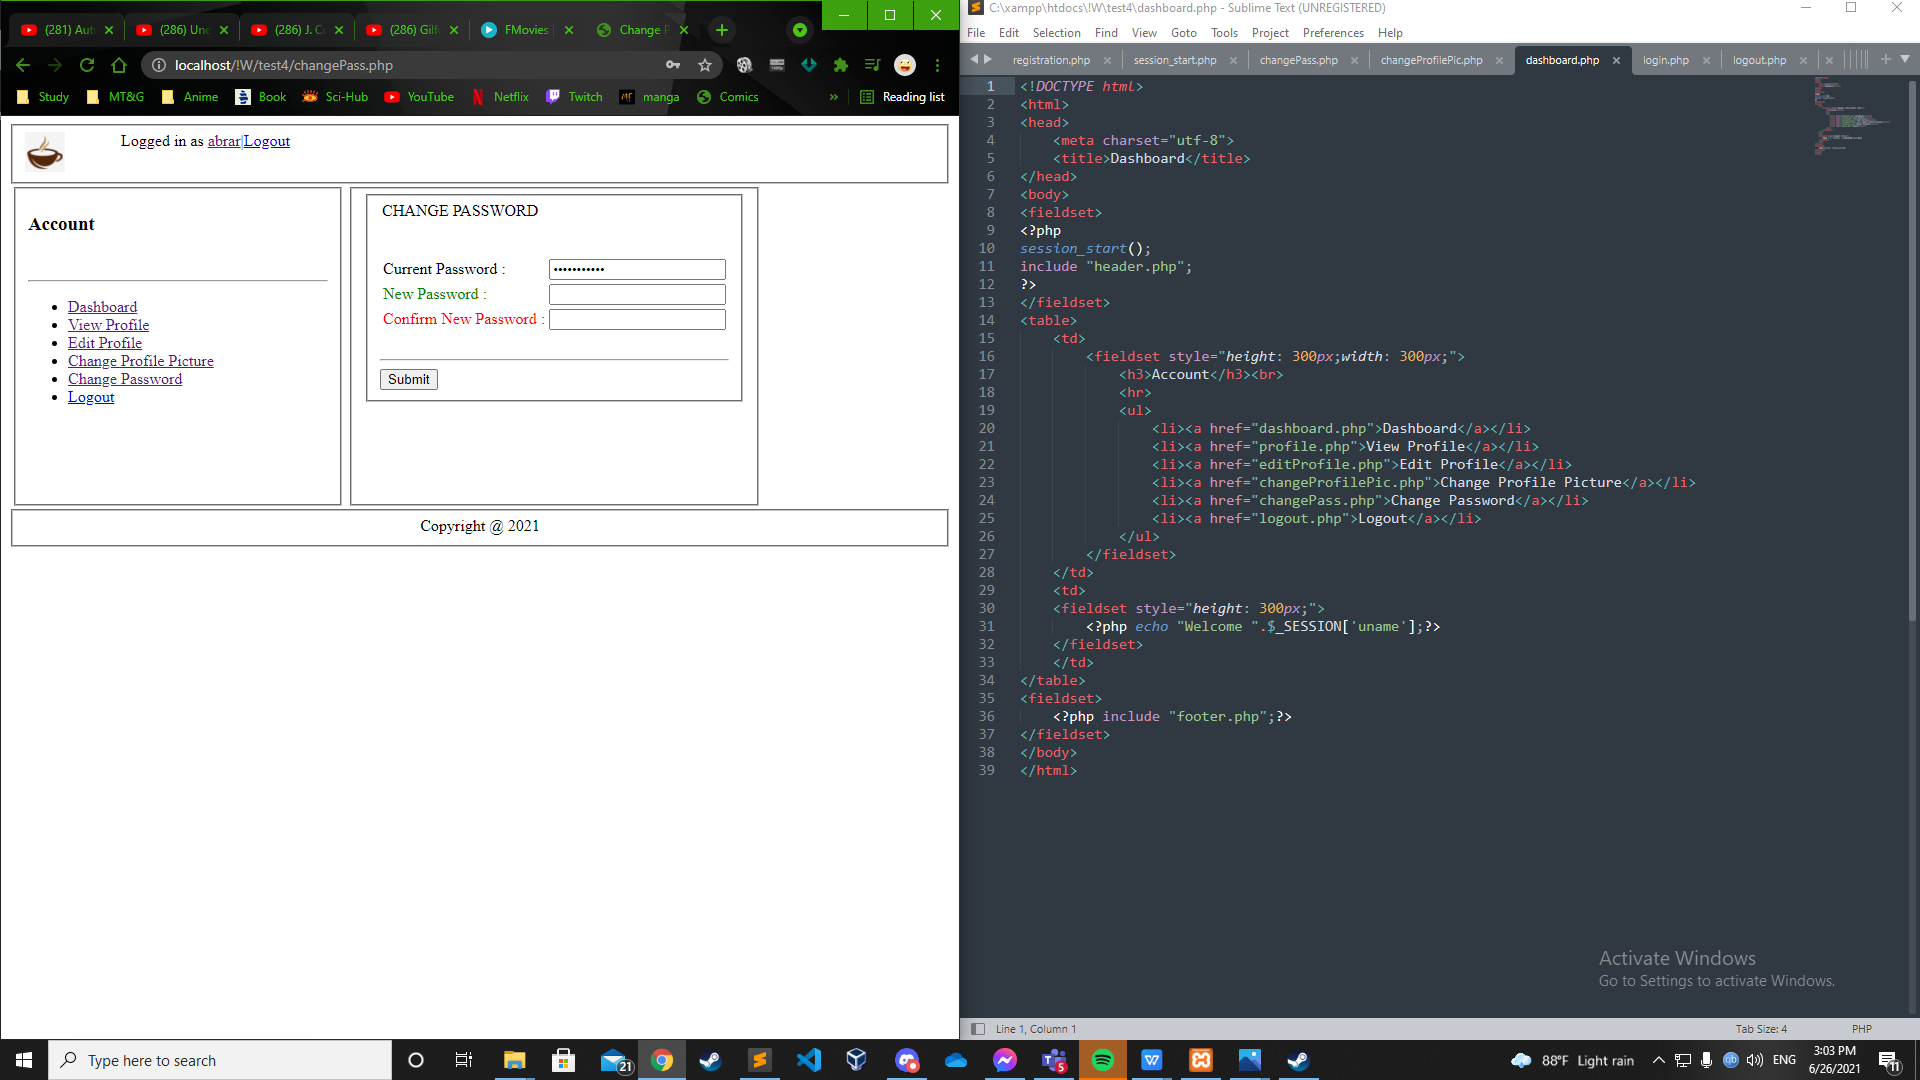 (281) Aut
(286) Une
(286) J. Co
(286) Gilf
FMovies
Change P
localhost/!W/test4/changePass.php
Study
MT&G
Anime
Book
Sci-Hub
YouTube
Netflix
Twitch
manga
Comics
»
Reading list
Logged in as abrar|Logout
Account
Dashboard
View Profile
Edit Profile
Change Profile Picture
Change Password
Logout
CHANGE PASSWORD
Current Password : •••••••••••
New Password :
Confirm New Password :
Submit
Copyright @ 2021
C:\xampp\htdocs\!W\test4\dashboard.php - Sublime Text (UNREGISTERED)
File Edit Selection Find View Goto Tools Project Preferences Help
registration.php
session_start.php
changePass.php
changeProfilePic.php
dashboard.php
login.php
logout.php
1 <!DOCTYPE html>
2 <html>
3 <head>
4 <meta charset="utf-8">
5 <title>Dashboard</title>
6 </head>
7 <body>
8 <fieldset>
9 <?php
10 session_start();
11 include "header.php";
12 ?>
13 </fieldset>
14 <table>
15 <td>
16 <fieldset style="height: 300px;width: 300px;">
17 <h3>Account</h3><br>
18 <hr>
19 <ul>
20 <li><a href="dashboard.php">Dashboard</a></li>
21 <li><a href="profile.php">View Profile</a></li>
22 <li><a href="editProfile.php">Edit Profile</a></li>
23 <li><a href="changeProfilePic.php">Change Profile Picture</a></li>
24 <li><a href="changePass.php">Change Password</a></li>
25 <li><a href="logout.php">Logout</a></li>
26 </ul>
27 </fieldset>
28 </td>
29 <td>
30 <fieldset style="height: 300px;">
31 <?php echo "Welcome ".$_SESSION['uname'];?>
32 </fieldset>
33 </td>
34 </table>
35 <fieldset>
36 <?php include "footer.php";?>
37 </fieldset>
38 </body>
39 </html>
Activate Windows
Go to Settings to activate Windows.
Line 1, Column 1
Tab Size: 4
PHP
Type here to search
21
5
88°F Light rain
ENG
3:03 PM
6/26/2021
11